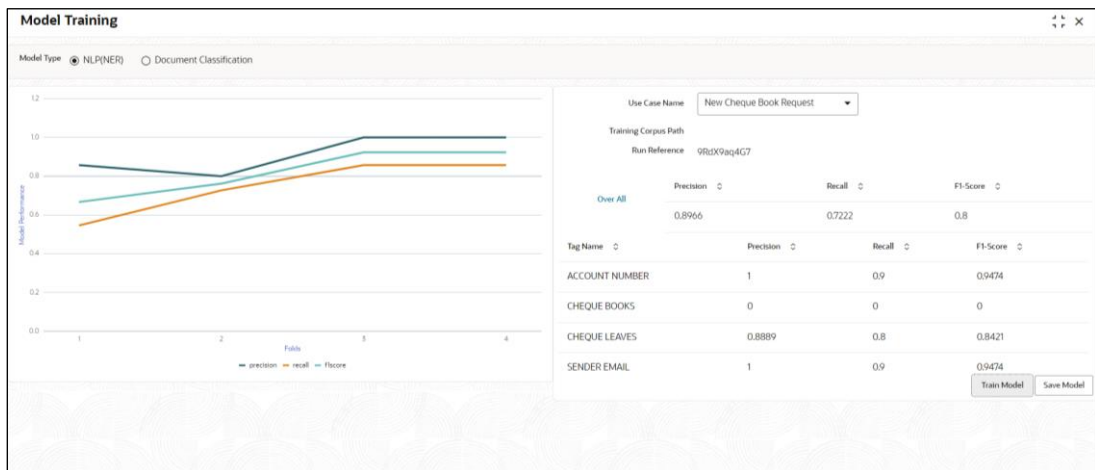 Model Training
Model Type NLP(NER) Document Classification
1.2
1.0
0.8
0.6
0.4
0.2
0.0
Model Performance
1 2 3 4
Folds
precision recall f1score
Use Case Name New Cheque Book Request
Training Corpus Path
Run Reference 9RdX9aq4G7
Over All
Precision Recall F1-Score
0.8966 0.7222 0.8
Tag Name Precision Recall F1-Score
ACCOUNT NUMBER 1 0.9 0.9474
CHEQUE BOOKS 0 0 0
CHEQUE LEAVES 0.8889 0.8 0.8421
SENDER EMAIL 1 0.9 0.9474
Train Model Save Model